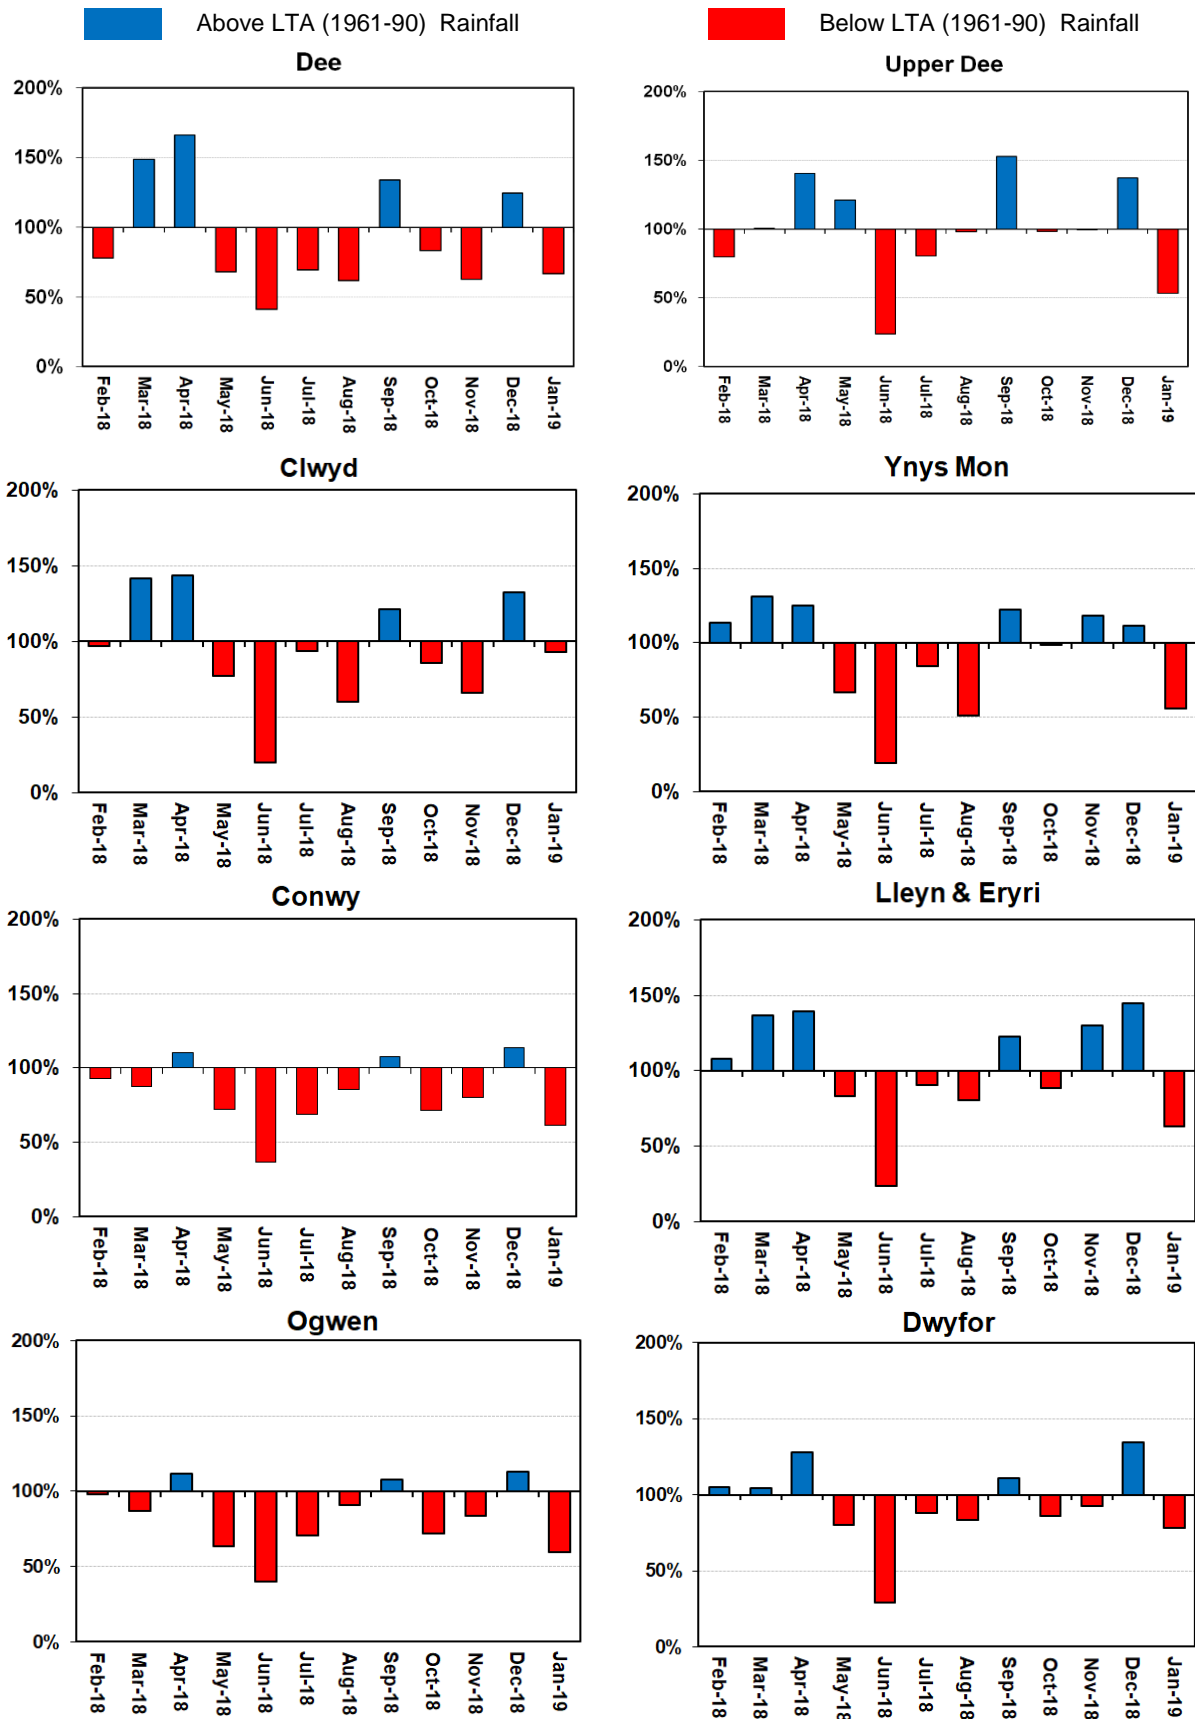 Above LTA (1961-90) Rainfall
Below LTA (1961-90) Rainfall
Dee
200%
150%
100%
50%
0%
Feb-18 Mar-18 Apr-18 May-18 Jun-18 Jul-18 Aug-18 Sep-18 Oct-18 Nov-18 Dec-18 Jan-19
Upper Dee
200%
150%
100%
50%
0%
Feb-18 Mar-18 Apr-18 May-18 Jun-18 Jul-18 Aug-18 Sep-18 Oct-18 Nov-18 Dec-18 Jan-19
Clwyd
200%
150%
100%
50%
0%
Feb-18 Mar-18 Apr-18 May-18 Jun-18 Jul-18 Aug-18 Sep-18 Oct-18 Nov-18 Dec-18 Jan-19
Ynys Mon
200%
150%
100%
50%
0%
Feb-18 Mar-18 Apr-18 May-18 Jun-18 Jul-18 Aug-18 Sep-18 Oct-18 Nov-18 Dec-18 Jan-19
Conwy
200%
150%
100%
50%
0%
Feb-18 Mar-18 Apr-18 May-18 Jun-18 Jul-18 Aug-18 Sep-18 Oct-18 Nov-18 Dec-18 Jan-19
Lleyn & Eryri
200%
150%
100%
50%
0%
Feb-18 Mar-18 Apr-18 May-18 Jun-18 Jul-18 Aug-18 Sep-18 Oct-18 Nov-18 Dec-18 Jan-19
Ogwen
200%
150%
100%
50%
0%
Feb-18 Mar-18 Apr-18 May-18 Jun-18 Jul-18 Aug-18 Sep-18 Oct-18 Nov-18 Dec-18 Jan-19
Dwyfor
200%
150%
100%
50%
0%
Feb-18 Mar-18 Apr-18 May-18 Jun-18 Jul-18 Aug-18 Sep-18 Oct-18 Nov-18 Dec-18 Jan-19